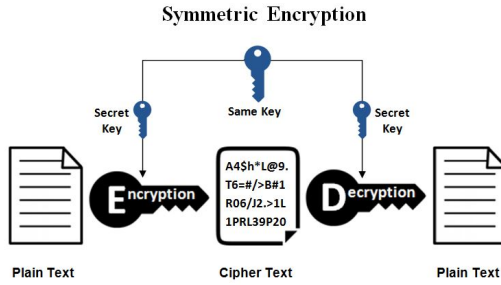 Symmetric Encryption
Secret
Key
Same Key
Secret
Key
Encryption
A4$h*L@9.
T6=#/>B#1
R06/J2.>1L
1PRL39P20
Decryption
Plain Text
Cipher Text
Plain Text